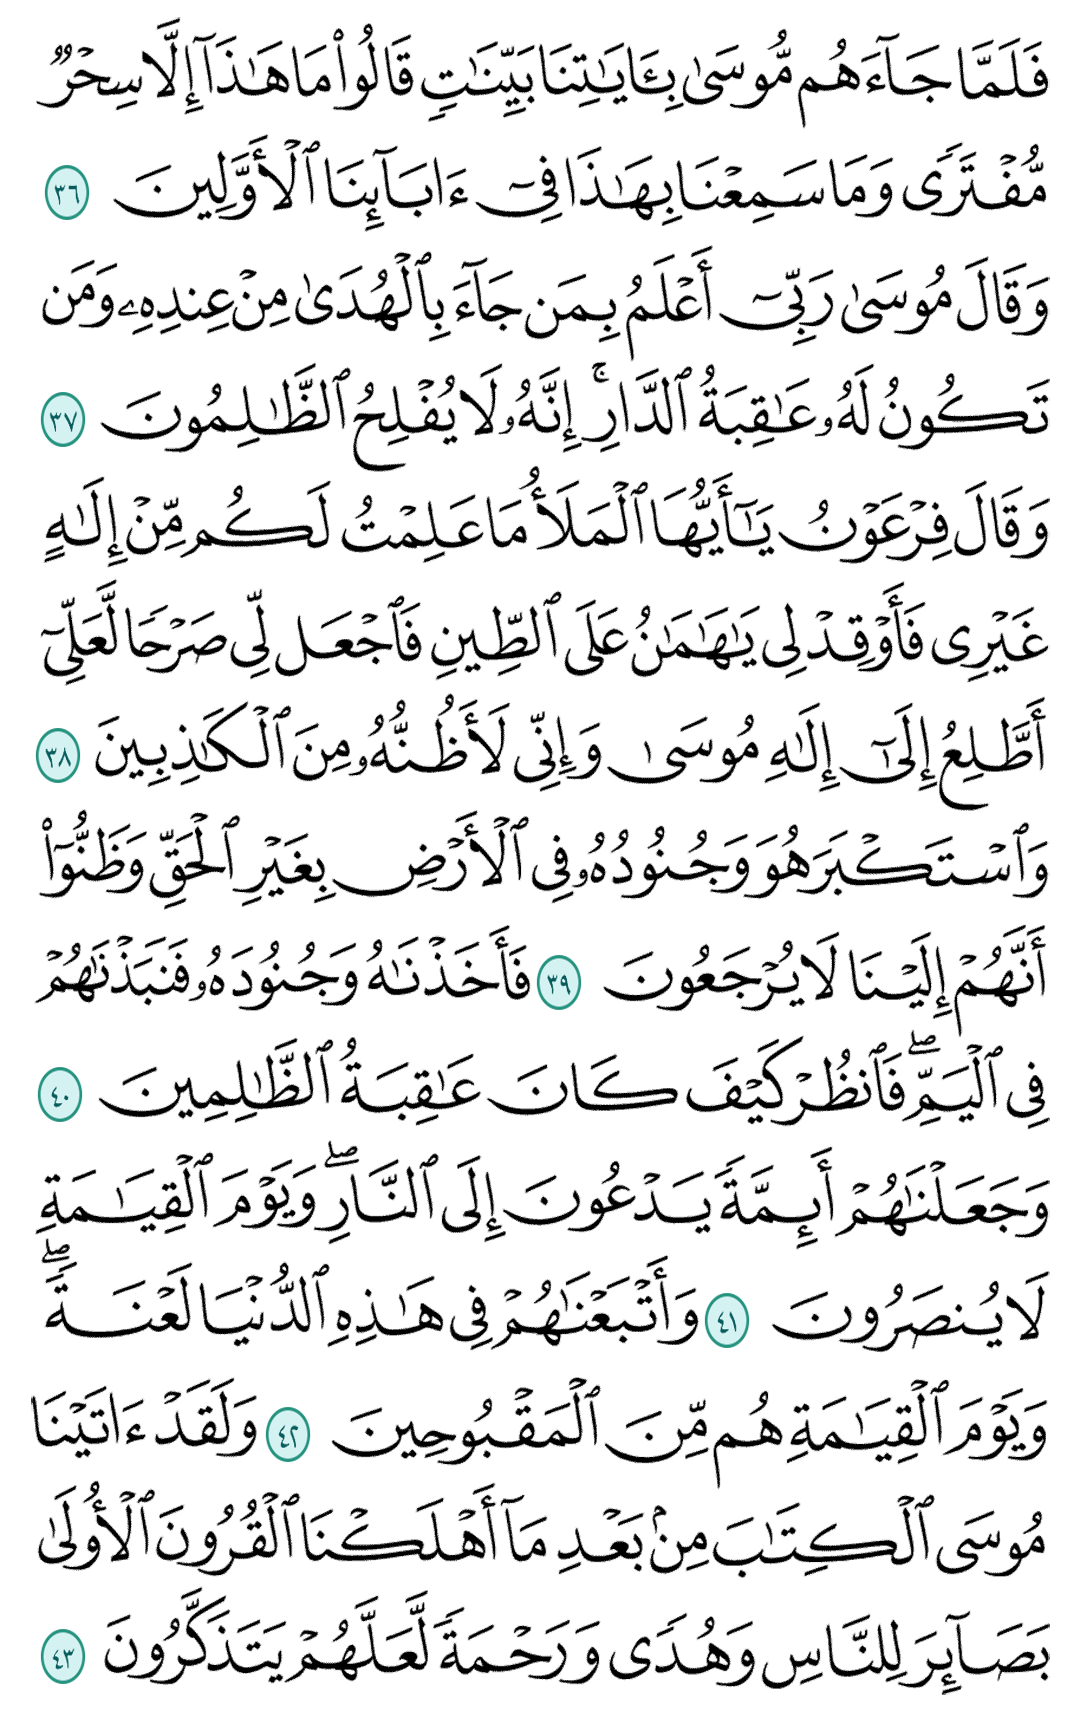 فَلَمَّا جَآءَهُم مُّوسَىٰ بِـَٔايَٰتِنَا بَيِّنَٰتٍ قَالُوا۟ مَا هَٰذَآ إِلَّا سِحْرٌ
مُّفْتَرًى وَمَا سَمِعْنَا بِهَٰذَا فِىٓ ءَابَآئِنَا ٱلْأَوَّلِينَ ٣٦
وَقَالَ مُوسَىٰ رَبِّىٓ أَعْلَمُ بِمَن جَآءَ بِٱلْهُدَىٰ مِنْ عِندِهِۦ وَمَن
تَكُونُ لَهُۥ عَٰقِبَةُ ٱلدَّارِ ۚ إِنَّهُۥ لَا يُفْلِحُ ٱلظَّٰلِمُونَ ٣٧
وَقَالَ فِرْعَوْنُ يَٰٓأَيُّهَا ٱلْمَلَأُ مَا عَلِمْتُ لَكُم مِّنْ إِلَٰهٍ
غَيْرِى فَأَوْقِدْ لِى يَٰهَٰمَٰنُ عَلَى ٱلطِّينِ فَٱجْعَل لِّى صَرْحًا لَّعَلِّىٓ
أَطَّلِعُ إِلَىٰٓ إِلَٰهِ مُوسَىٰ وَإِنِّى لَأَظُنُّهُۥ مِنَ ٱلْكَٰذِبِينَ ٣٨
وَٱسْتَكْبَرَ هُوَ وَجُنُودُهُۥ فِى ٱلْأَرْضِ بِغَيْرِ ٱلْحَقِّ وَظَنُّوٓا۟
أَنَّهُمْ إِلَيْنَا لَا يُرْجَعُونَ ٣٩ فَأَخَذْنَٰهُ وَجُنُودَهُۥ فَنَبَذْنَٰهُمْ
فِى ٱلْيَمِّ ۖ فَٱنظُرْ كَيْفَ كَانَ عَٰقِبَةُ ٱلظَّٰلِمِينَ ٤٠
وَجَعَلْنَٰهُمْ أَئِمَّةً يَدْعُونَ إِلَى ٱلنَّارِ ۖ وَيَوْمَ ٱلْقِيَٰمَةِ
لَا يُنصَرُونَ ٤١ وَأَتْبَعْنَٰهُمْ فِى هَٰذِهِ ٱلدُّنْيَا لَعْنَةً ۖ
وَيَوْمَ ٱلْقِيَٰمَةِ هُم مِّنَ ٱلْمَقْبُوحِينَ ٤٢ وَلَقَدْ ءَاتَيْنَا
مُوسَى ٱلْكِتَٰبَ مِنۢ بَعْدِ مَآ أَهْلَكْنَا ٱلْقُرُونَ ٱلْأُولَىٰ
بَصَآئِرَ لِلنَّاسِ وَهُدًى وَرَحْمَةً لَّعَلَّهُمْ يَتَذَكَّرُونَ ٤٣